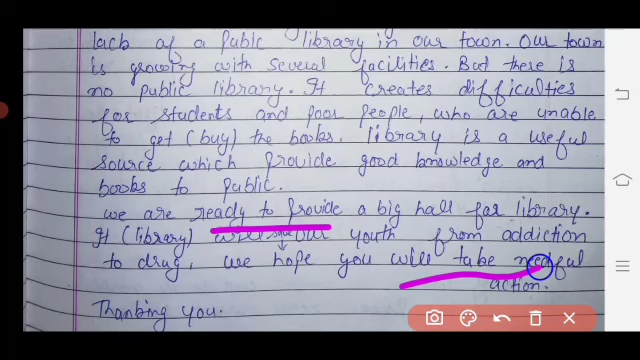 lack of a public library in our town. Our town
is growing with several facilities. But there is
no public library. It creates difficulties
for students and poor people, who are unable
to get (buy) the books. library is a useful
source which provide good knowledge and
books to public.
we are ready to provide a big hall for library.
It (library) will save our youth from addiction
to drug, we hope you will take needful
action.
Thanking you.